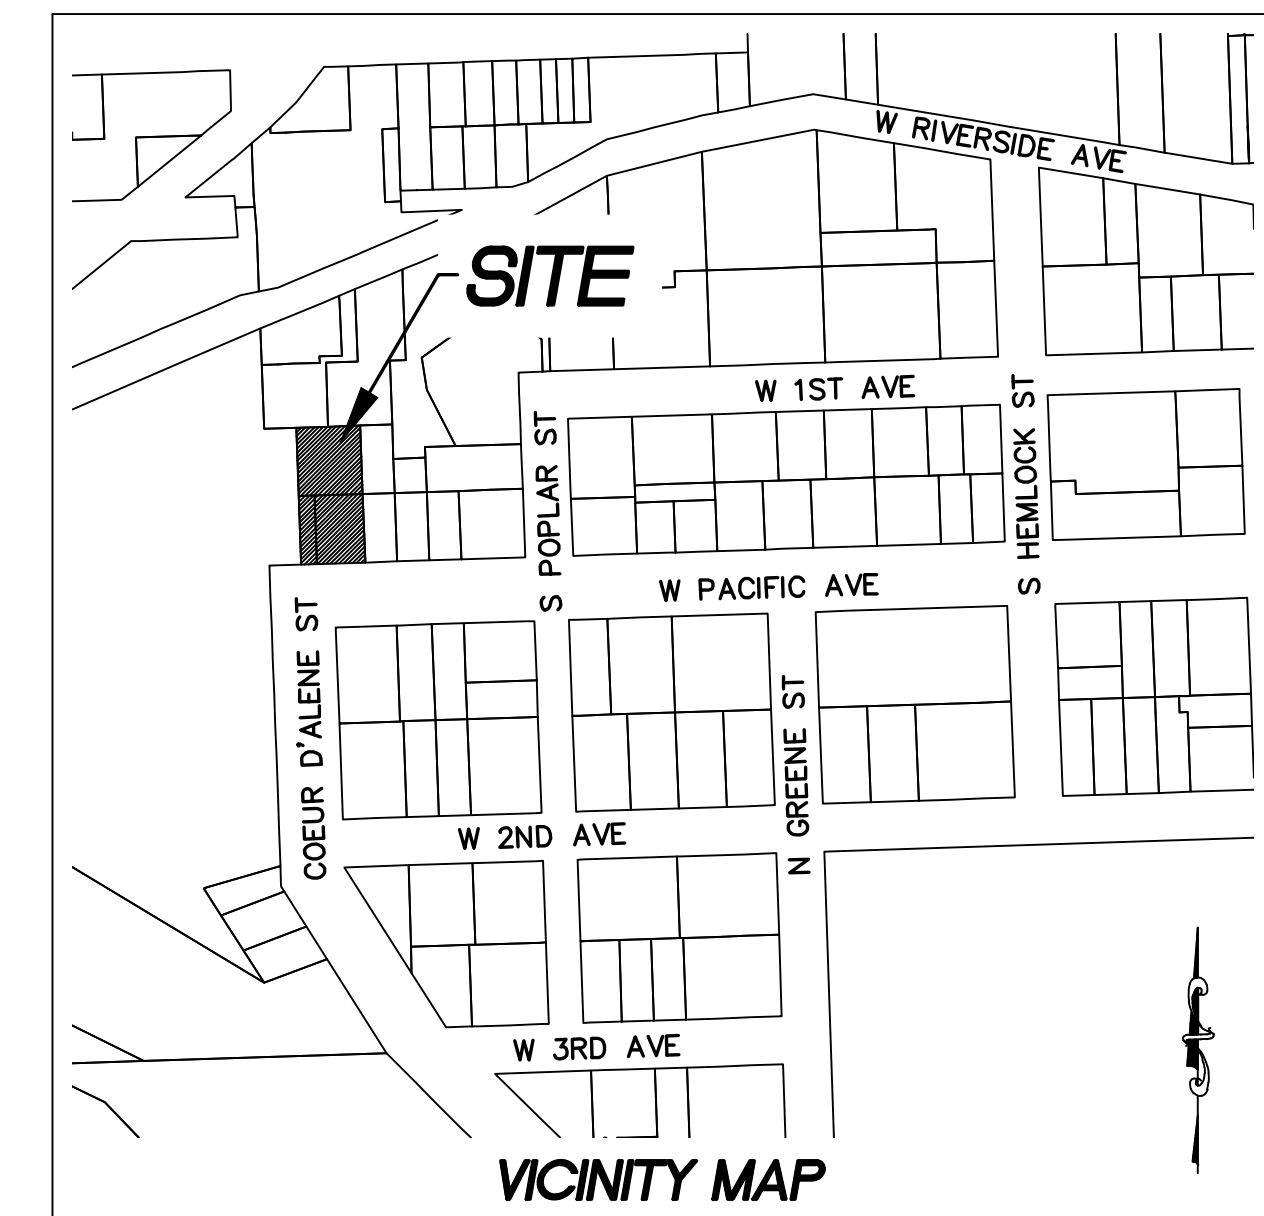 W RIVERSIDE AVE
SITE
W 1ST AVE
S POPLAR ST
S HEMLOCK ST
W PACIFIC AVE
COEUR D'ALENE ST
N GREENE ST
W 2ND AVE
W 3RD AVE
VICINITY MAP